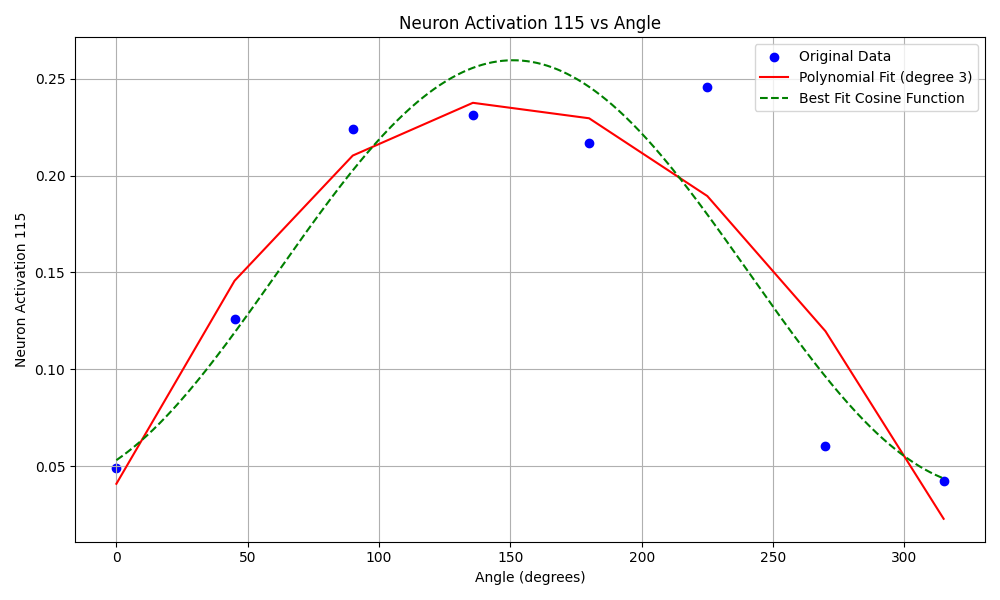 Neuron Activation 115 vs Angle
Original Data
Polynomial Fit (degree 3)
Best Fit Cosine Function
Neuron Activation 115
0.25
0.20
0.15
0.10
0.05
0 50 100 150 200 250 300
Angle (degrees)